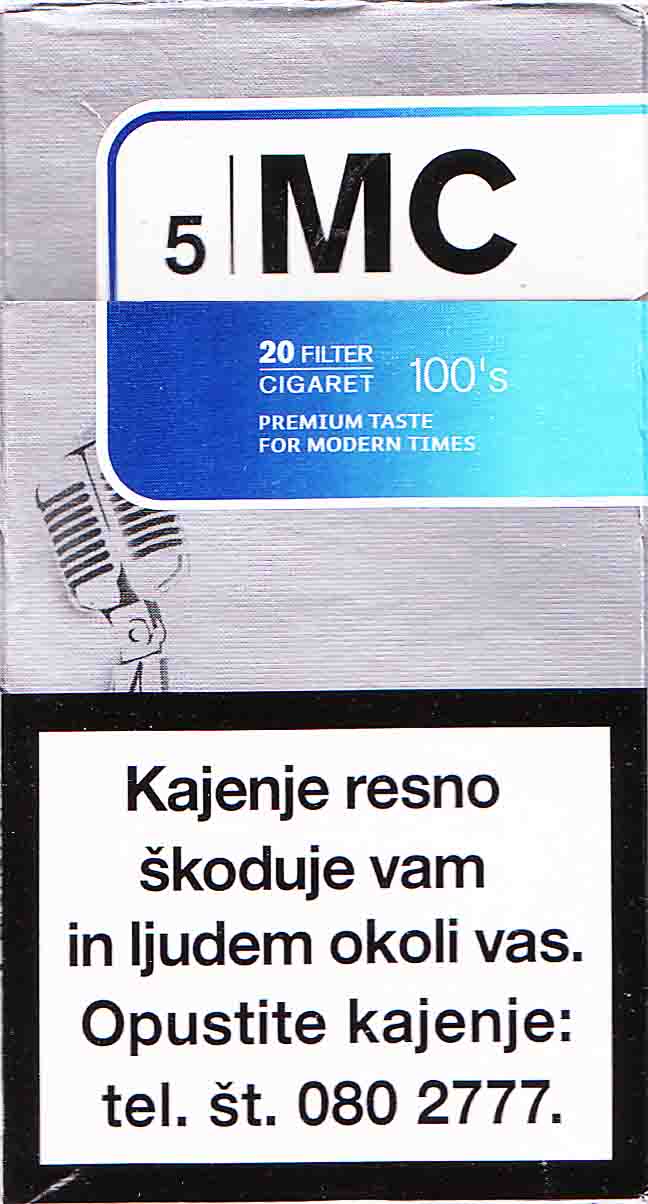 5 | MC
20 FILTER
CIGARET 100's
PREMIUM TASTE
FOR MODERN TIMES
Kajenje resno
škoduje vam
in ljudem okoli vas.
Opustite kajenje:
tel. št. 080 2777.